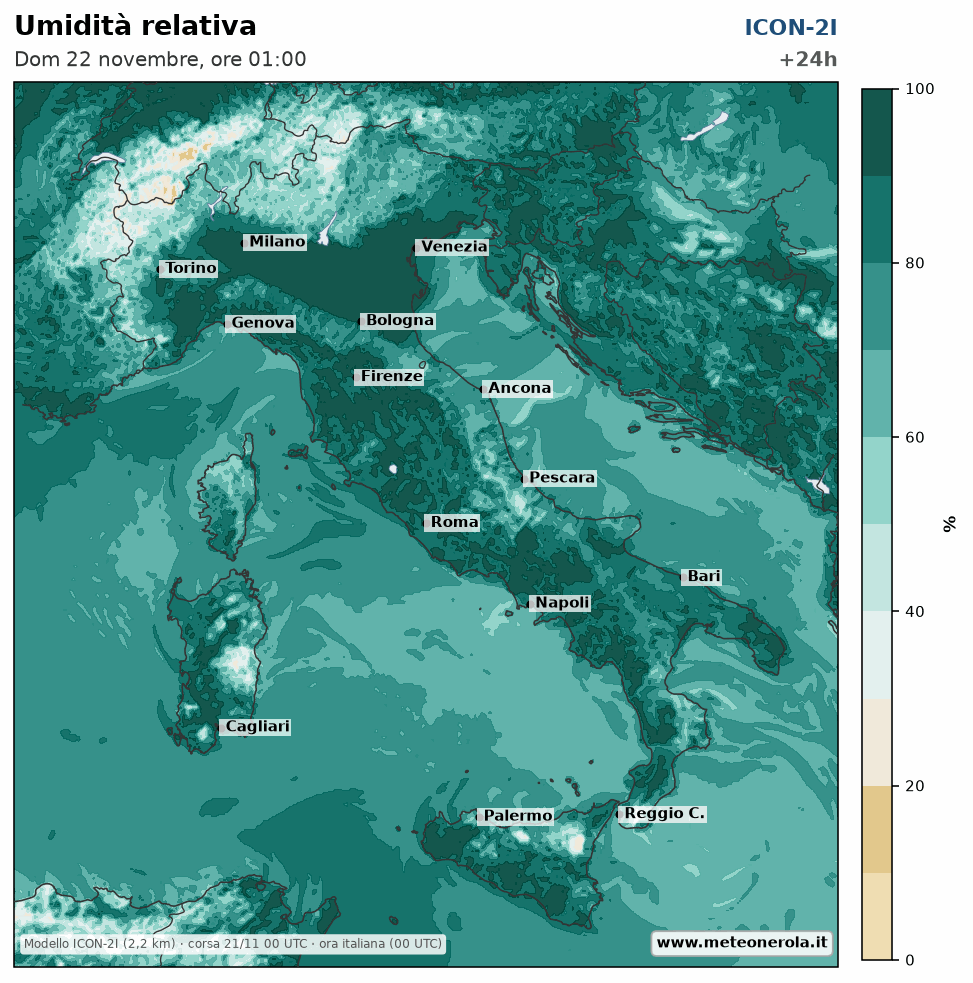 Umidità relativa
ICON-2I
Dom 22 novembre, ore 01:00
+24h
100
80
60
40
20
0
%
Milano
Venezia
Torino
Genova
Bologna
Firenze
Ancona
Pescara
Roma
Bari
Napoli
Cagliari
Palermo
Reggio C.
Modello ICON-2I (2,2 km) · corsa 21/11 00 UTC · ora italiana (00 UTC)
www.meteonerola.it